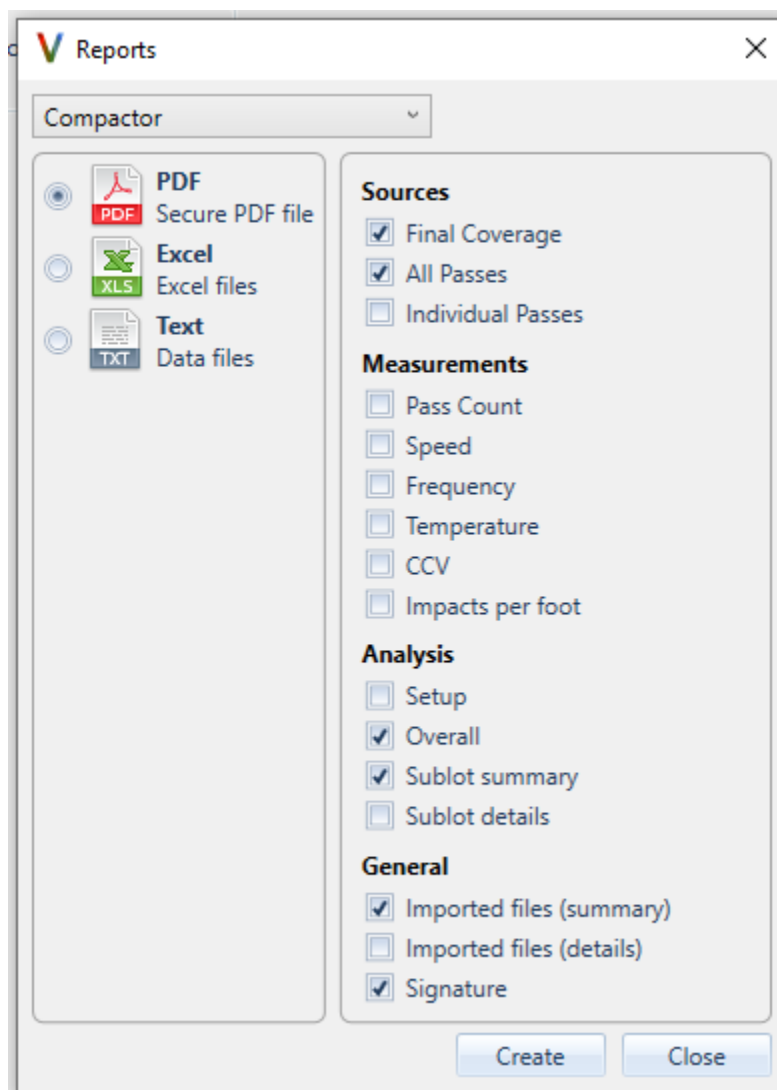 Reports
Compactor
PDF
Secure PDF file
PDF
Excel
Excel files
XLS
Text
Data files
TXT
Sources
Final Coverage
All Passes
Individual Passes
Measurements
Pass Count
Speed
Frequency
Temperature
CCV
Impacts per foot
Analysis
Setup
Overall
Sublot summary
Sublot details
General
Imported files (summary)
Imported files (details)
Signature
Create
Close